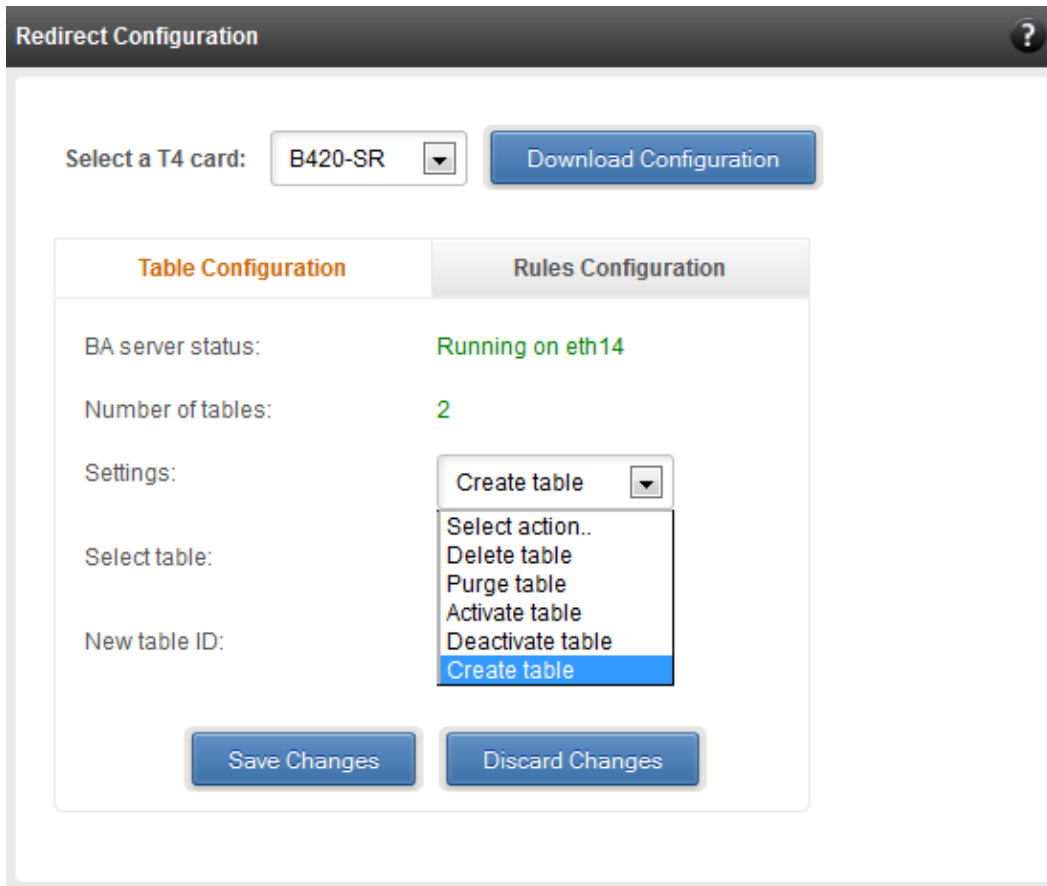 Redirect Configuration ?
Select a T4 card: B420-SR Download Configuration
Table Configuration Rules Configuration
BA server status: Running on eth14
Number of tables: 2
Settings: Create table
Select action..
Delete table
Select table:
Purge table
Activate table
New table ID: Deactivate table
Create table
Save Changes Discard Changes